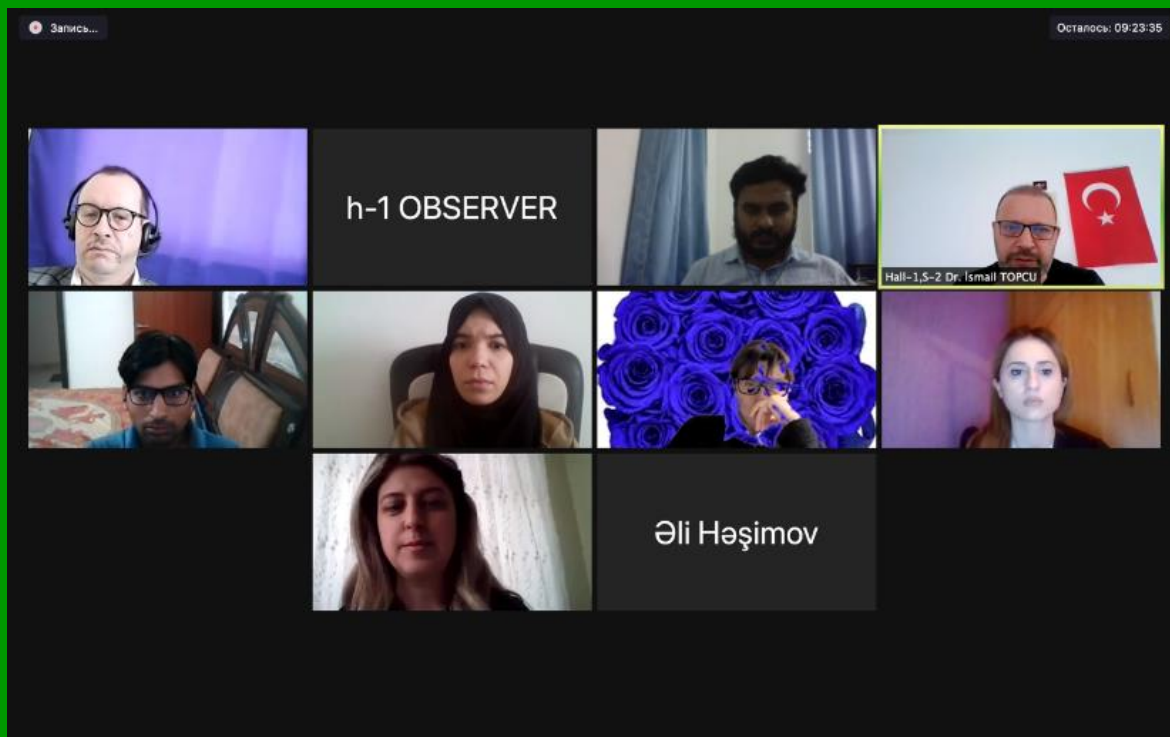 Запись...
Осталось: 09:23:35
h-1 OBSERVER
Hall-1,S-2 Dr. İsmail TOPCU
Əli Həşimov